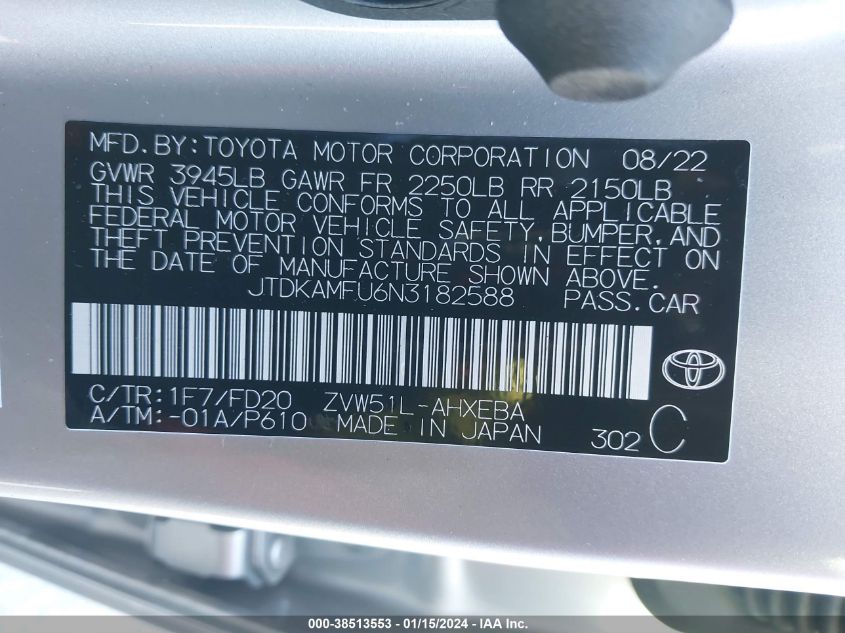 MFD.BY:TOYOTA MOTOR CORPORATION 08/22
GVWR 3945LB GAWR FR 2250LB RR 2150LB
THIS VEHICLE CONFORMS TO ALL APPLICABLE
FEDERAL MOTOR VEHICLE SAFETY,BUMPER,AND
THEFT PREVENTION STANDARDS IN EFFECT ON
THE DATE OF MANUFACTURE SHOWN ABOVE.
JTDKAMFU6N3182588 PASS.CAR
C/TR:1F7/FD20 ZVW51L-AHXEBA
A/TM:-01A/P610 MADE IN JAPAN 302 C
000-38513553 - 01/15/2024 - IAA Inc.